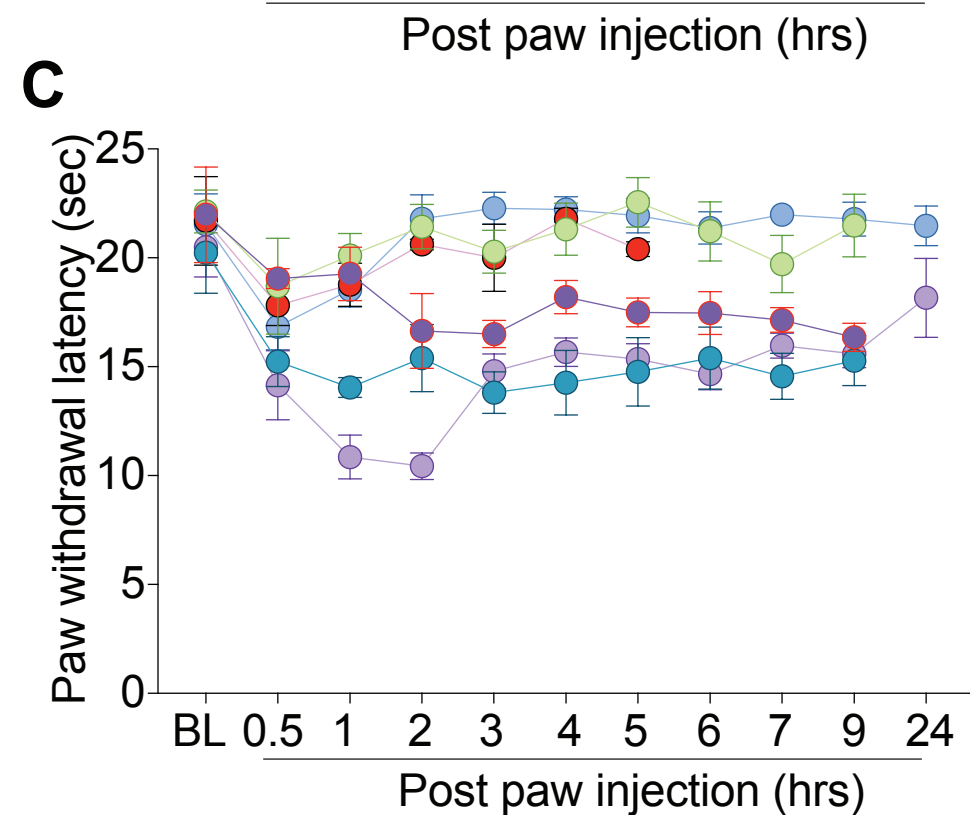 Post paw injection (hrs)
C
Paw withdrawal latency (sec)
25
20
15
10
5
0
BL 0.5 1 2 3 4 5 6 7 9 24
Post paw injection (hrs)